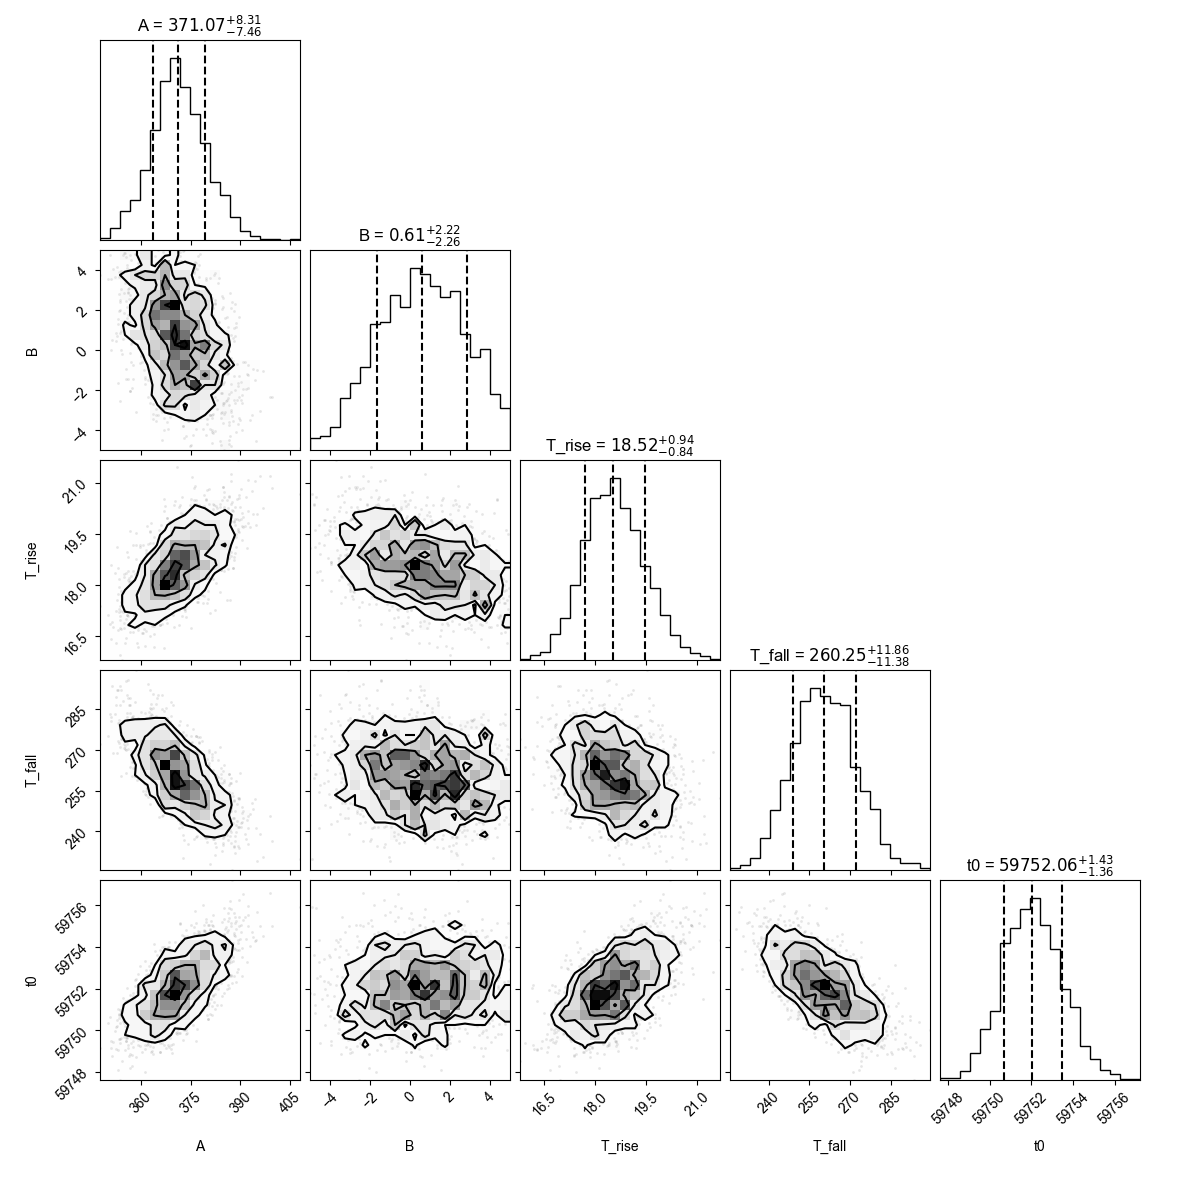 A = 371.07+8.31−7.46
B = 0.61+2.22−2.26
T_rise = 18.52+0.94−0.84
T_fall = 260.25+11.86−11.38
t0 = 59752.06+1.43−1.36
B
4
2
0
−2
−4
T_rise
21.0
19.5
18.0
16.5
T_fall
285
270
255
240
t0
59756
59754
59752
59750
59748
360 375 390 405
−4 −2 0 2 4
16.5 18.0 19.5 21.0
240 255 270 285
59748 59750 59752 59754 59756
A B T_rise T_fall t0